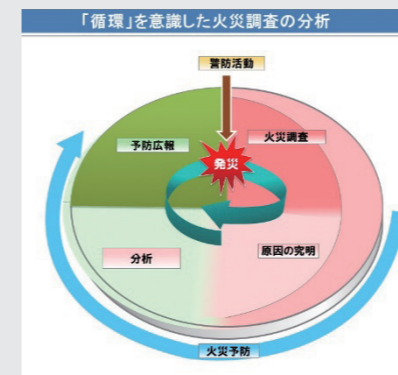 「循環」を意識した火災調査の分析
警防活動
予防広報
火災調査
発災
分析
原因の究明
火災予防